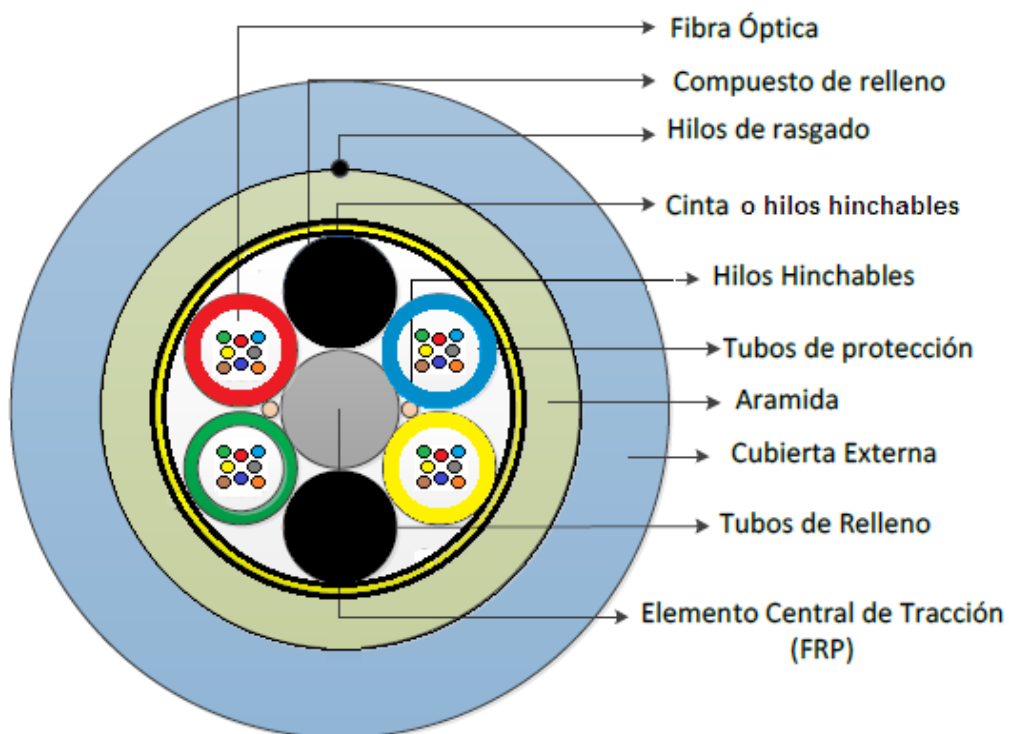 Fibra Óptica
Compuesto de relleno
Hilos de rasgado
Cinta o hilos hinchables
Hilos Hinchables
Tubos de protección
Aramida
Cubierta Externa
Tubos de Relleno
Elemento Central de Tracción
(FRP)